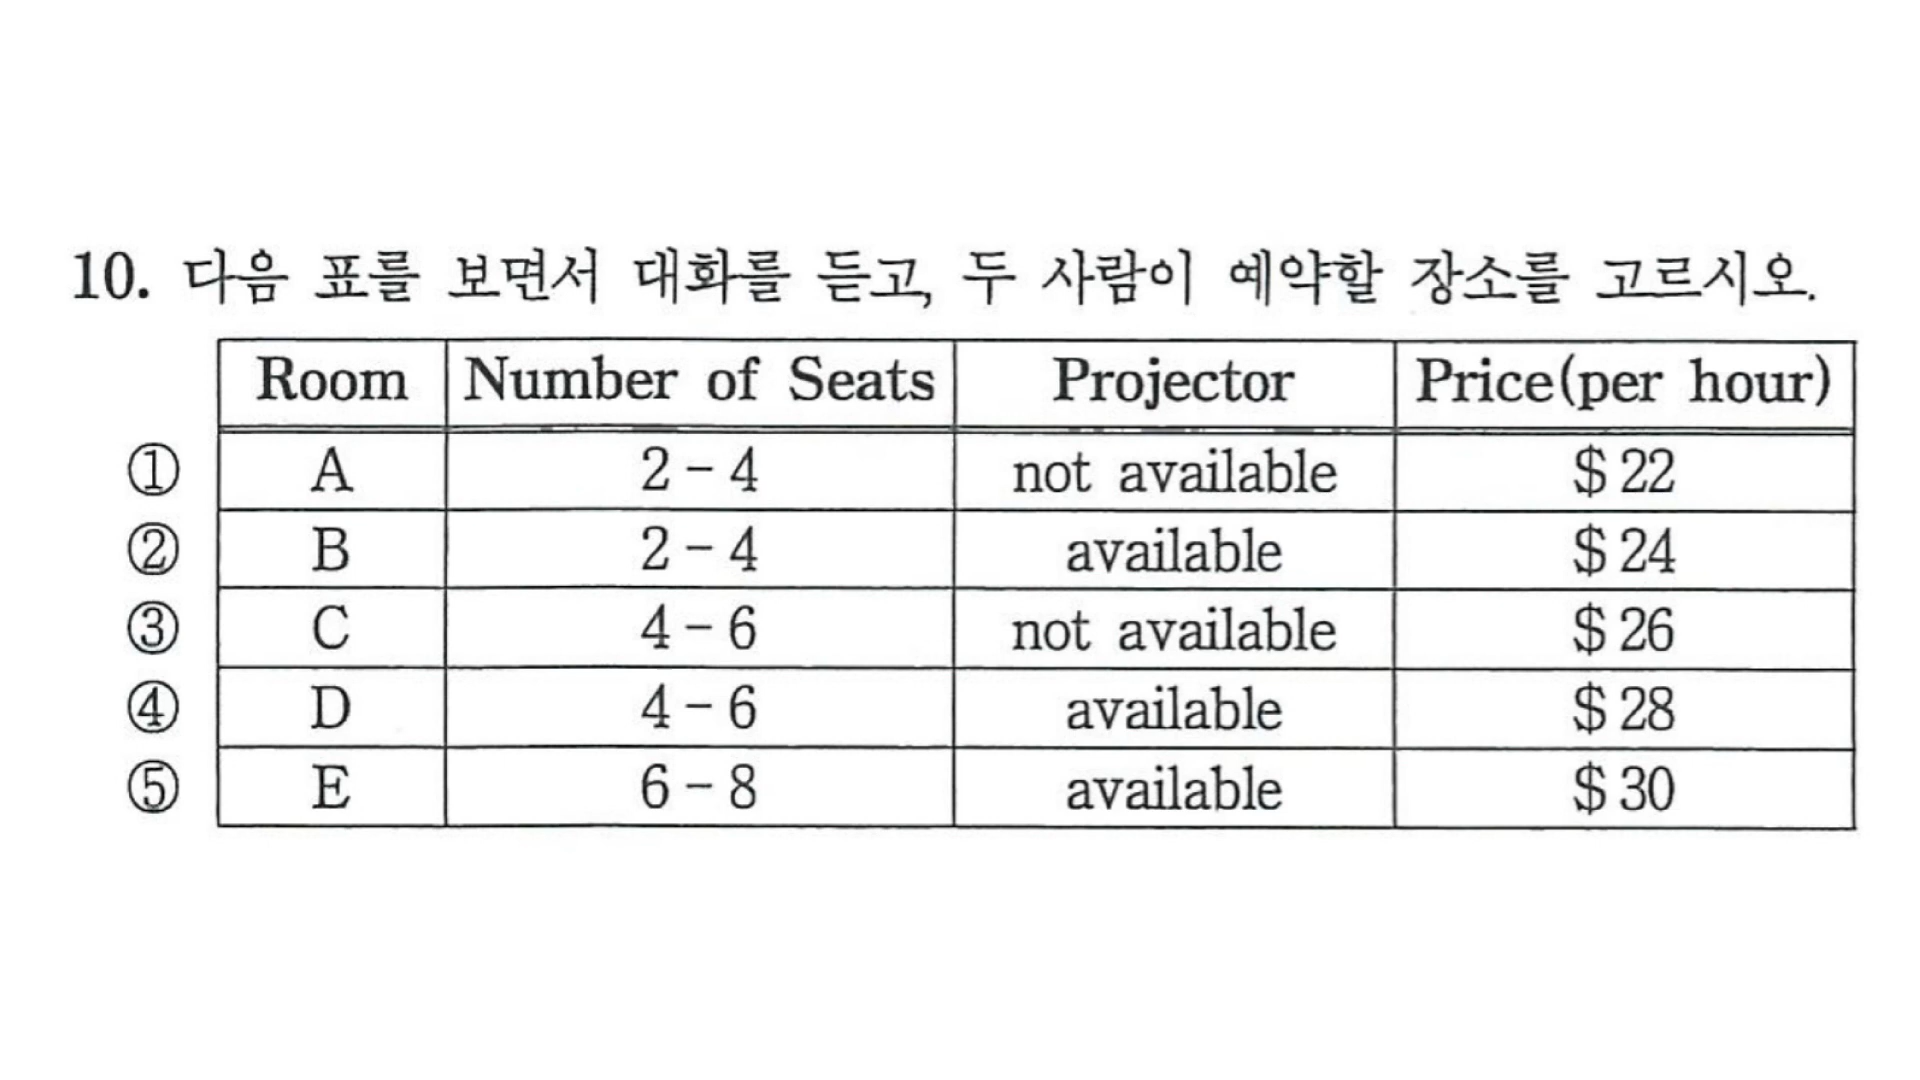 10. 다음 표를 보면서 대화를 듣고, 두 사람이 예약할 장소를 고르시오.
Room Number of Seats Projector Price(per hour)
① A 2-4 not available $22
② B 2-4 available $24
③ C 4-6 not available $26
④ D 4-6 available $28
⑤ E 6-8 available $30